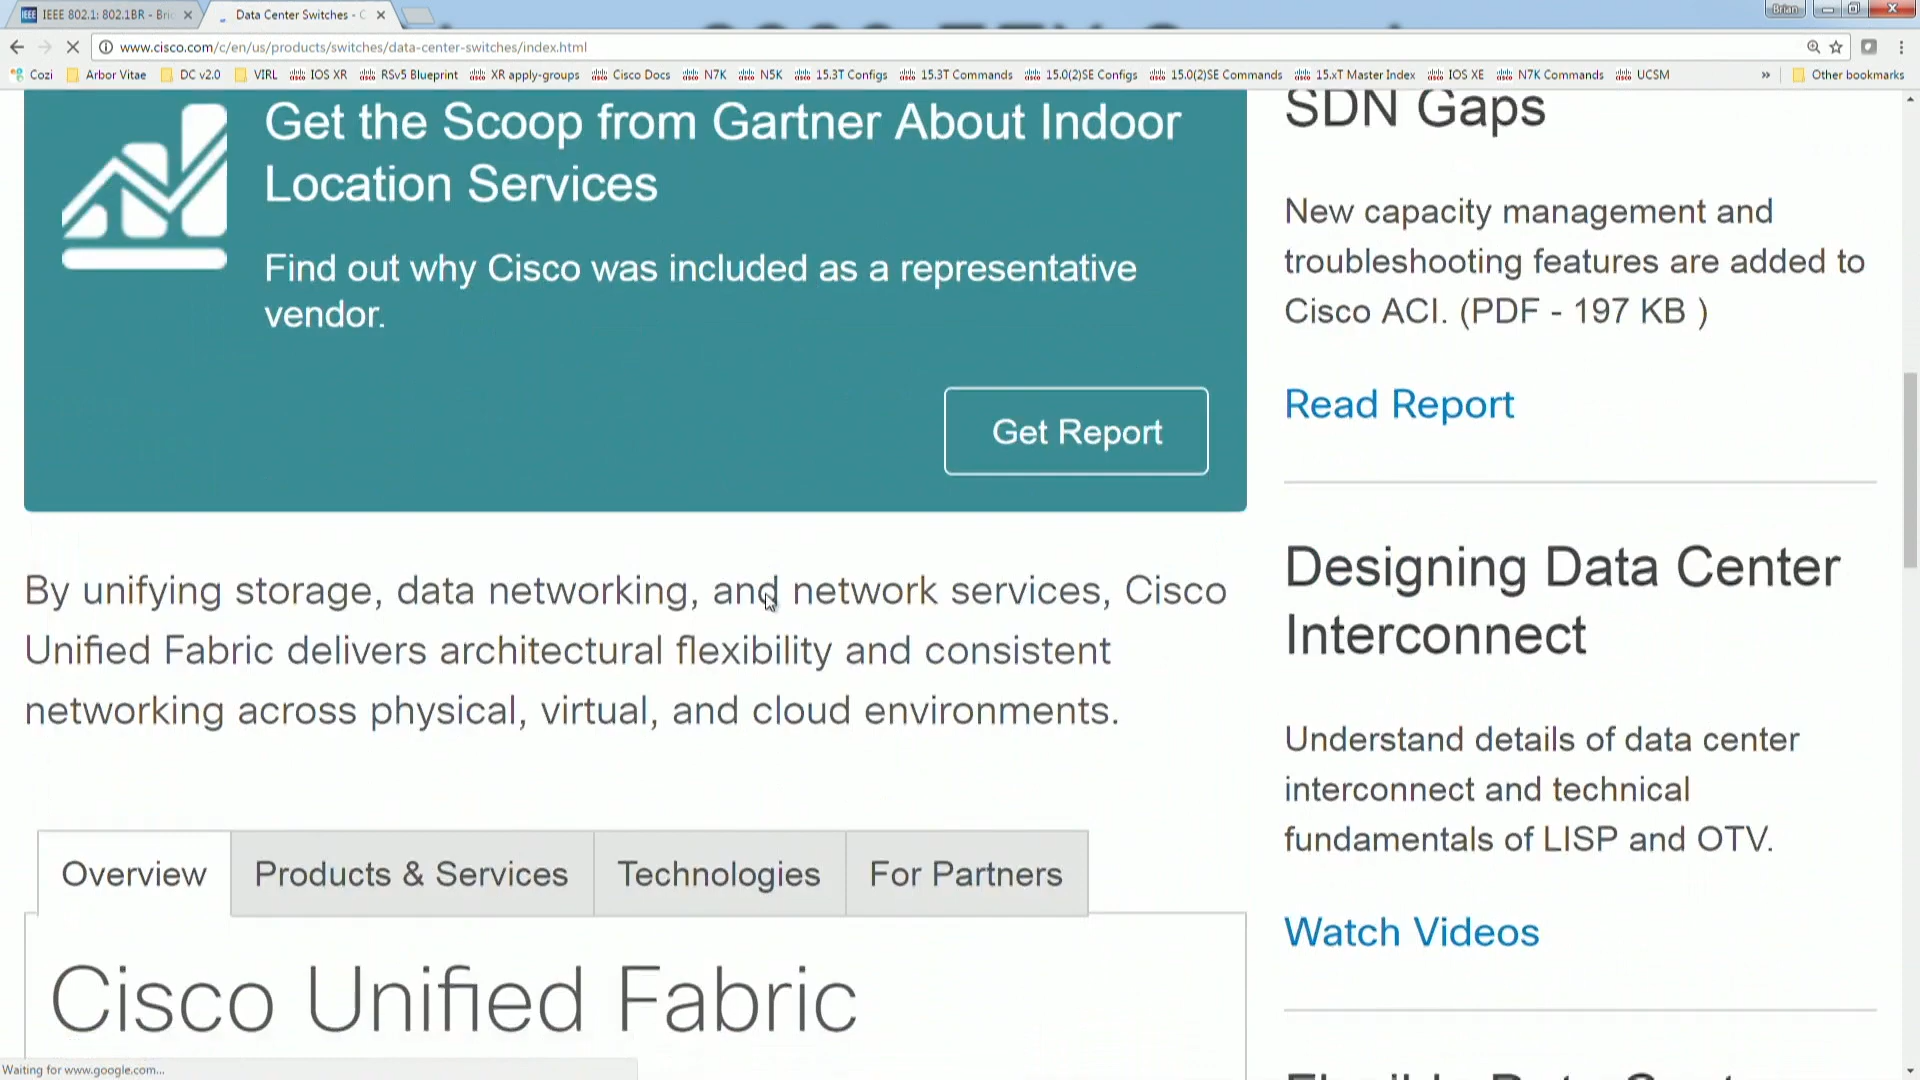 IEEE 802.1: 802.1BR - Bri
Data Center Switches - C
Brian
www.cisco.com/c/en/us/products/switches/data-center-switches/index.html
Cozi
Arbor Vitae
DC v2.0
VIRL
IOS XR
RSv5 Blueprint
XR apply-groups
Cisco Docs
N7K
N5K
15.3T Configs
15.3T Commands
15.0(2)SE Configs
15.0(2)SE Commands
15.xT Master Index
IOS XE
N7K Commands
UCSM
»
Other bookmarks
Get the Scoop from Gartner About Indoor
Location Services
Find out why Cisco was included as a representative
vendor.
Get Report
By unifying storage, data networking, and network services, Cisco
Unified Fabric delivers architectural flexibility and consistent
networking across physical, virtual, and cloud environments.
Overview
Products & Services
Technologies
For Partners
Cisco Unified Fabric
SDN Gaps
New capacity management and
troubleshooting features are added to
Cisco ACI. (PDF - 197 KB )
Read Report
Designing Data Center
Interconnect
Understand details of data center
interconnect and technical
fundamentals of LISP and OTV.
Watch Videos
Waiting for www.google.com...